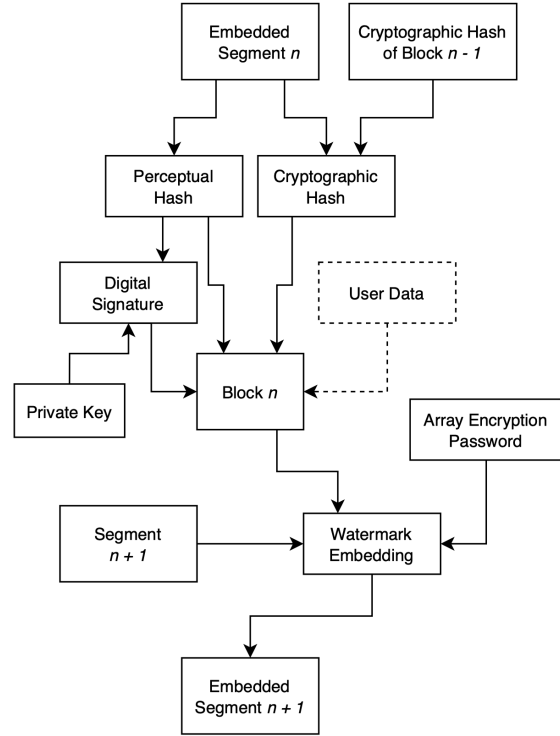 Embedded
Segment n
Cryptographic Hash
of Block n - 1
Perceptual
Hash
Cryptographic
Hash
Digital
Signature
User Data
Private Key
Block n
Array Encryption
Password
Segment
n + 1
Watermark
Embedding
Embedded
Segment n + 1